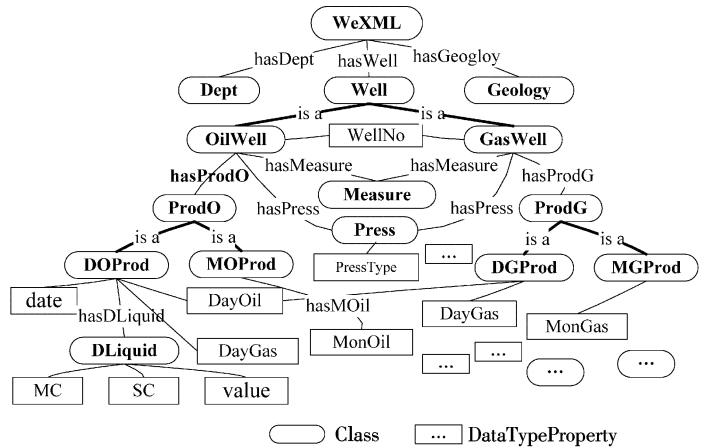 WeXML
hasDept
hasWell
hasGeogloy
Dept
Well
Geology
is a
is a
OilWell
WellNo
GasWell
hasMeasure
hasMeasure
hasProdO
hasProdG
Measure
ProdO
hasPress
hasPress
ProdG
Press
is a
is a
is a
is a
DOProd
MOProd
PressType
...
DGProd
MGProd
date
DayOil
hasMOil
hasDLiquid
DayGas
MonGas
MonOil
DLiquid
DayGas
...
...
...
...
MC
SC
value
Class
...
DataTypeProperty